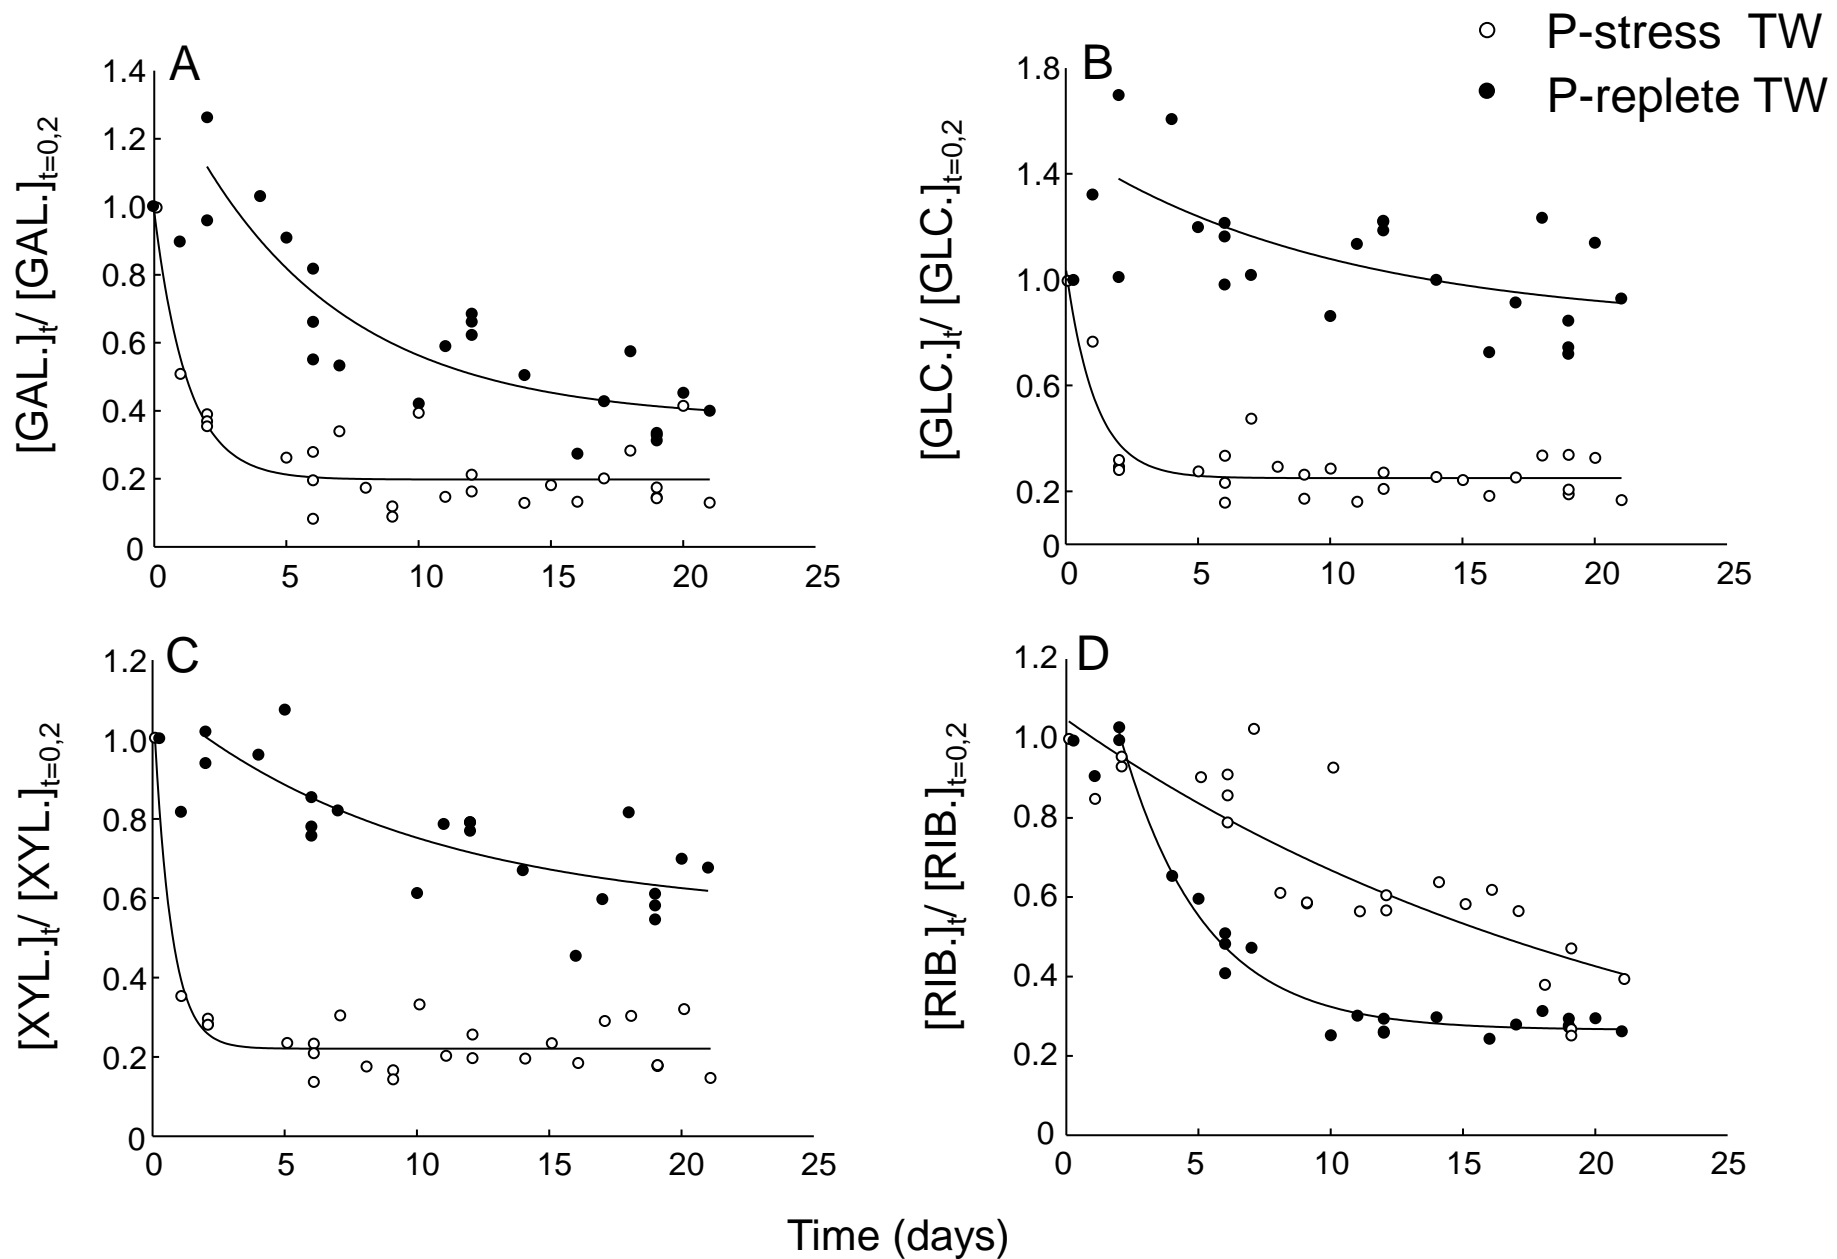 P-stress TW
P-replete TW
A
1.4
1.2
1.0
0.8
0.6
0.4
0.2
0
0 5 10 15 20 25
[GAL.]t/ [GAL.]t=0,2
B
1.8
1.4
1.0
0.6
0.2
0
0 5 10 15 20 25
[GLC.]t/ [GLC.]t=0,2
C
1.2
1.0
0.8
0.6
0.4
0.2
0
0 5 10 15 20 25
[XYL.]t/ [XYL.]t=0,2
D
1.2
1.0
0.8
0.6
0.4
0.2
0
0 5 10 15 20 25
[RIB.]t/ [RIB.]t=0,2
Time (days)